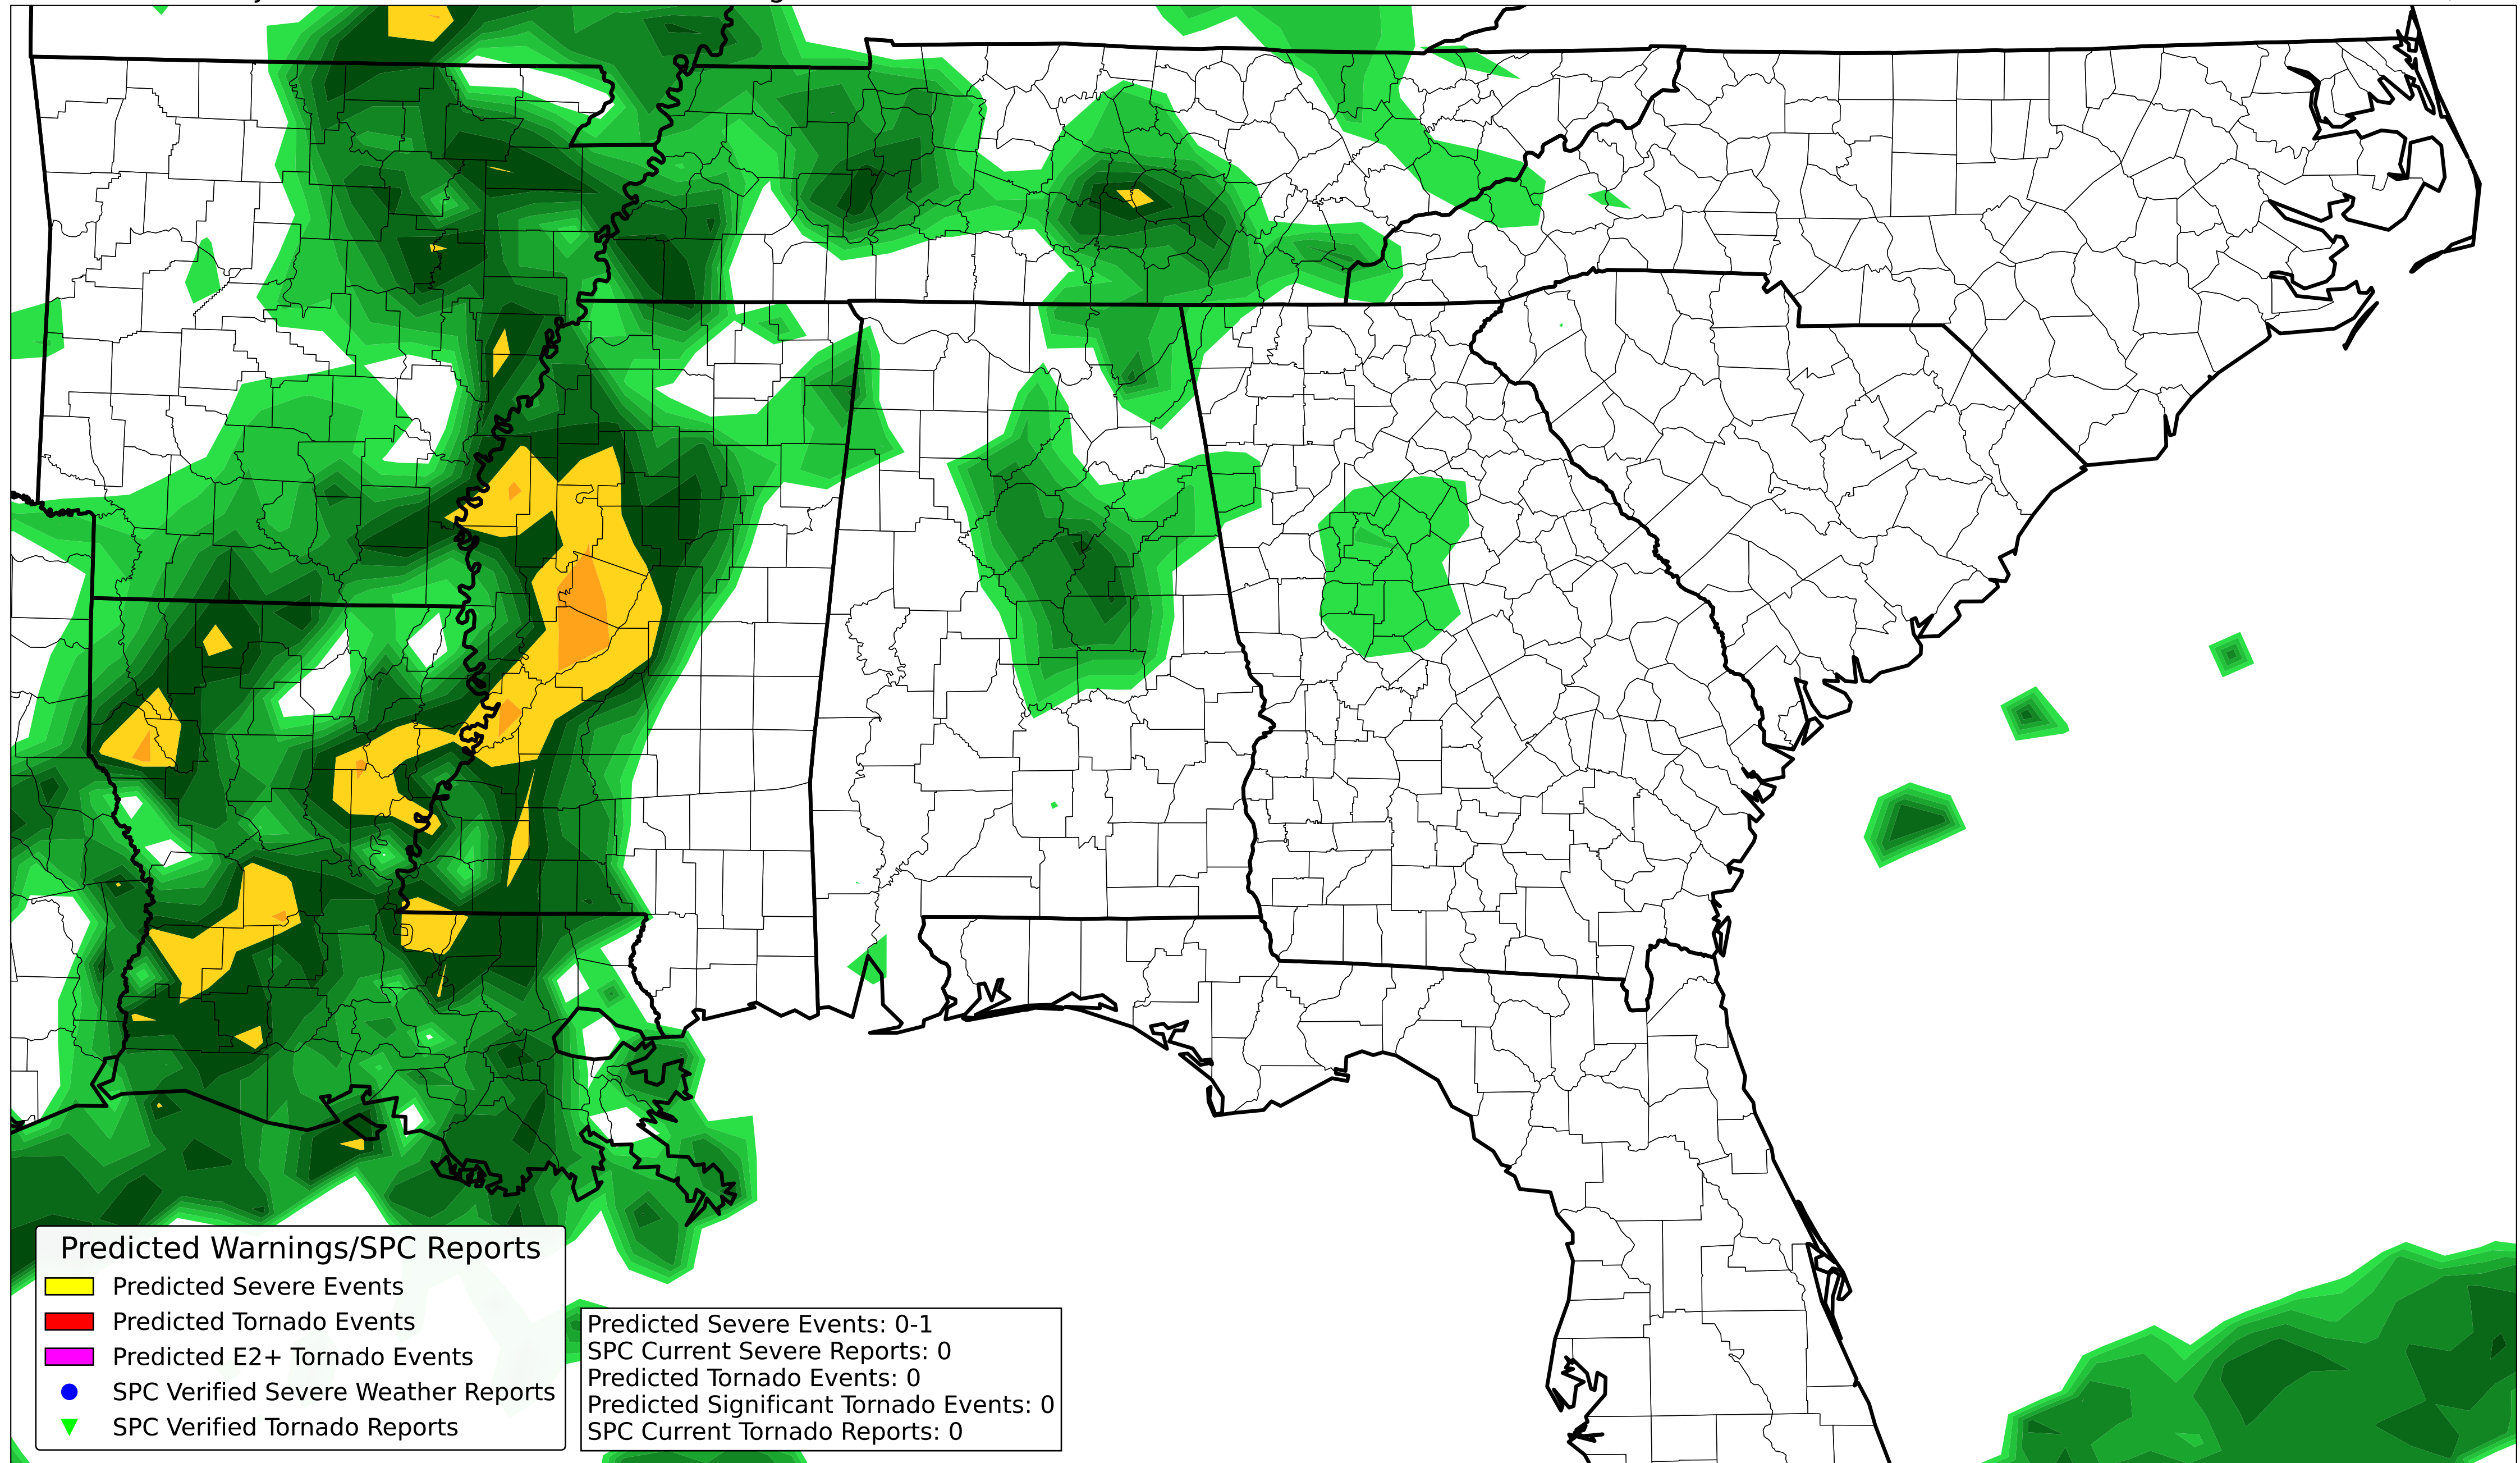 Predicted Warnings/SPC Reports
Predicted Severe Events
Predicted Tornado Events
Predicted E2+ Tornado Events
SPC Verified Severe Weather Reports
SPC Verified Tornado Reports
Predicted Severe Events: 0-1
SPC Current Severe Reports: 0
Predicted Tornado Events: 0
Predicted Significant Tornado Events: 0
SPC Current Tornado Reports: 0